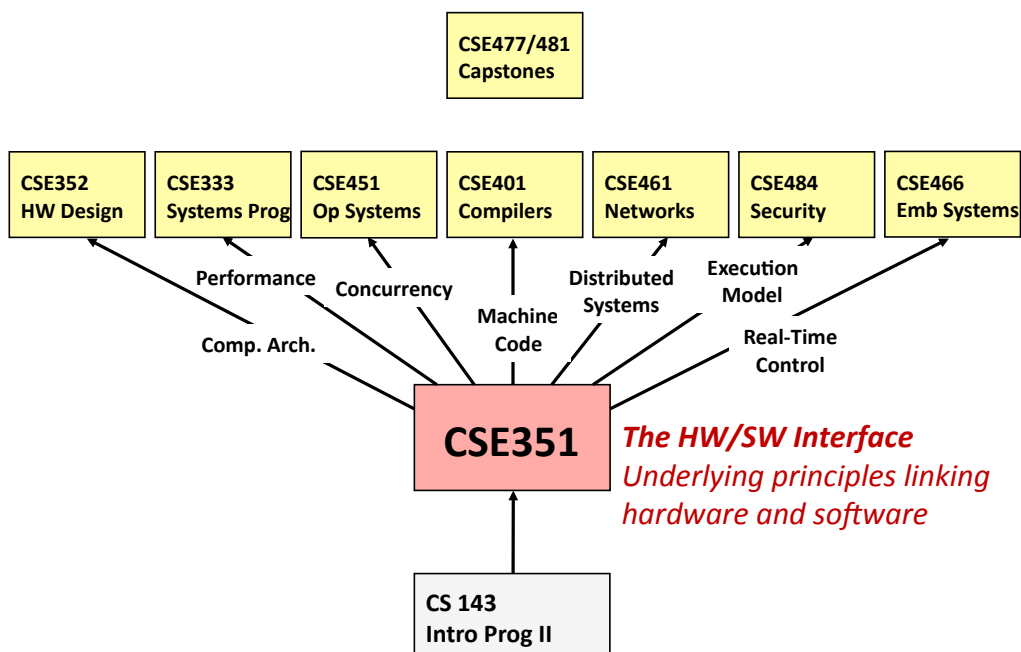 CSE477/481
Capstones
CSE352
HW Design
CSE333
Systems Prog
CSE451
Op Systems
CSE401
Compilers
CSE461
Networks
CSE484
Security
CSE466
Emb Systems
Performance
Concurrency
Distributed
Systems
Execution
Model
Comp. Arch.
Machine
Code
Real-Time
Control
CSE351
The HW/SW Interface
Underlying principles linking
hardware and software
CS 143
Intro Prog II